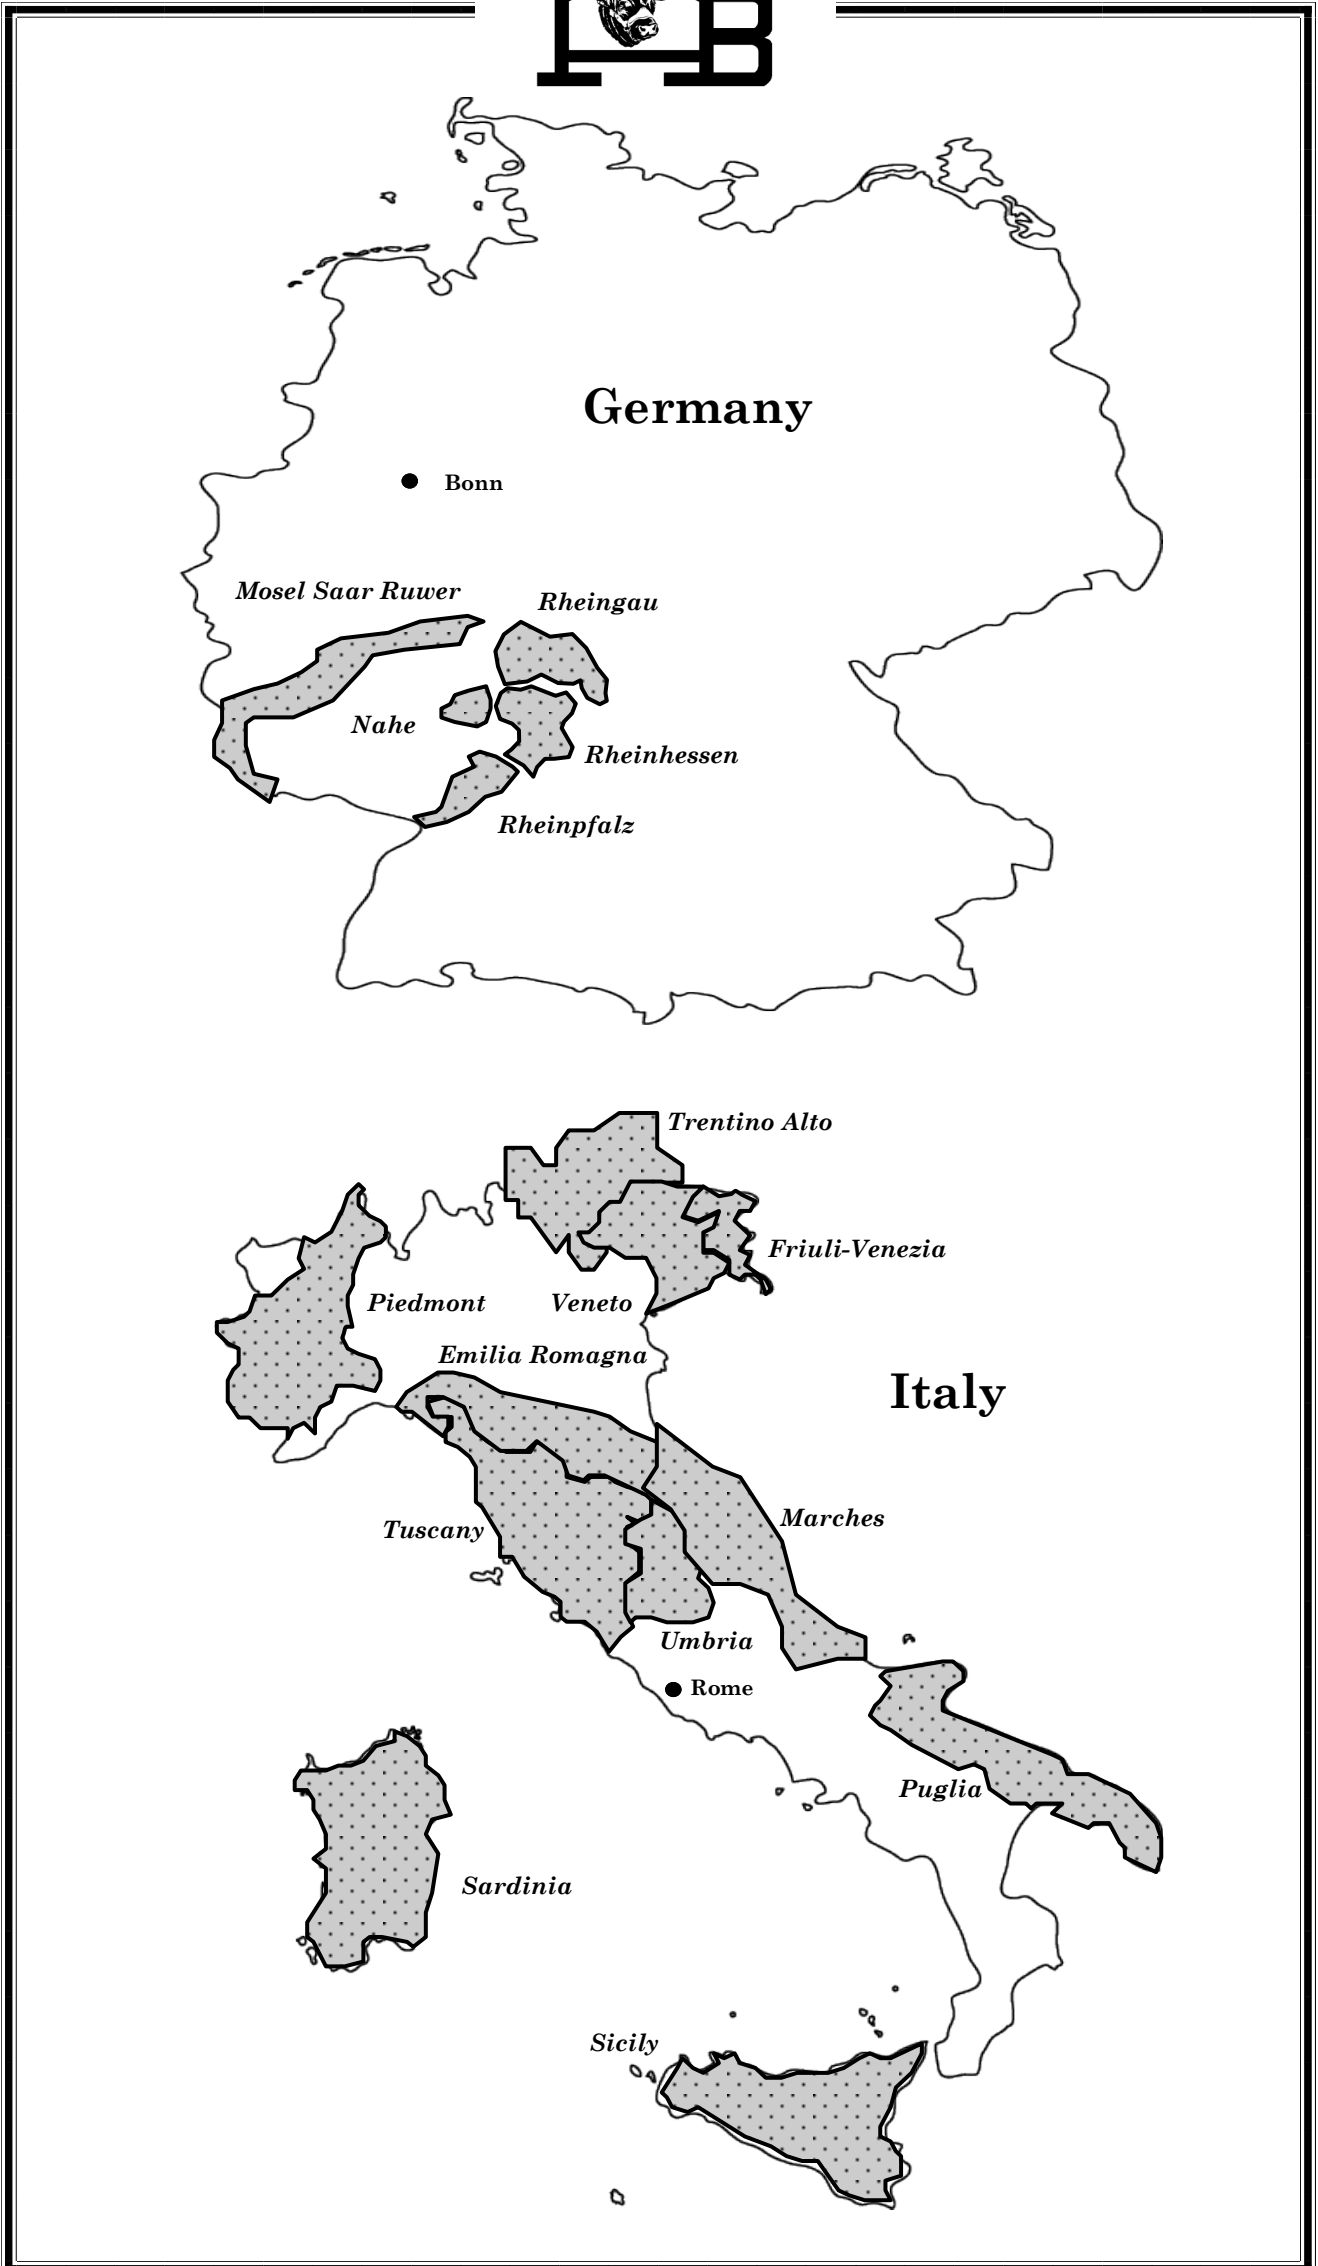 B
Germany
Bonn
Mosel Saar Ruwer
Rheingau
Nahe
Rheinhessen
Rheinpfalz
Trentino Alto
Friuli-Venezia
Piedmont
Veneto
Emilia Romagna
Italy
Tuscany
Marches
Umbria
Rome
Puglia
Sardinia
Sicily